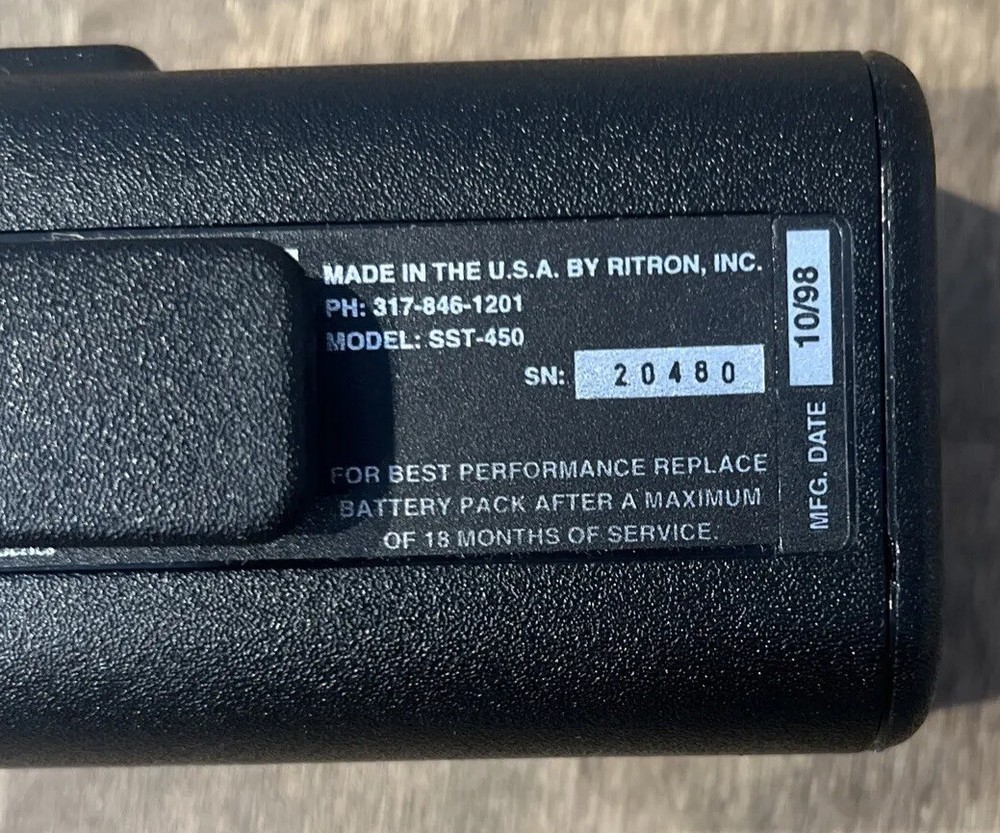 MADE IN THE U.S.A. BY RITRON, INC.
PH: 317-846-1201
MODEL: SST-450
SN: 20480
FOR BEST PERFORMANCE REPLACE
BATTERY PACK AFTER A MAXIMUM
OF 18 MONTHS OF SERVICE.
MFG. DATE 10/98